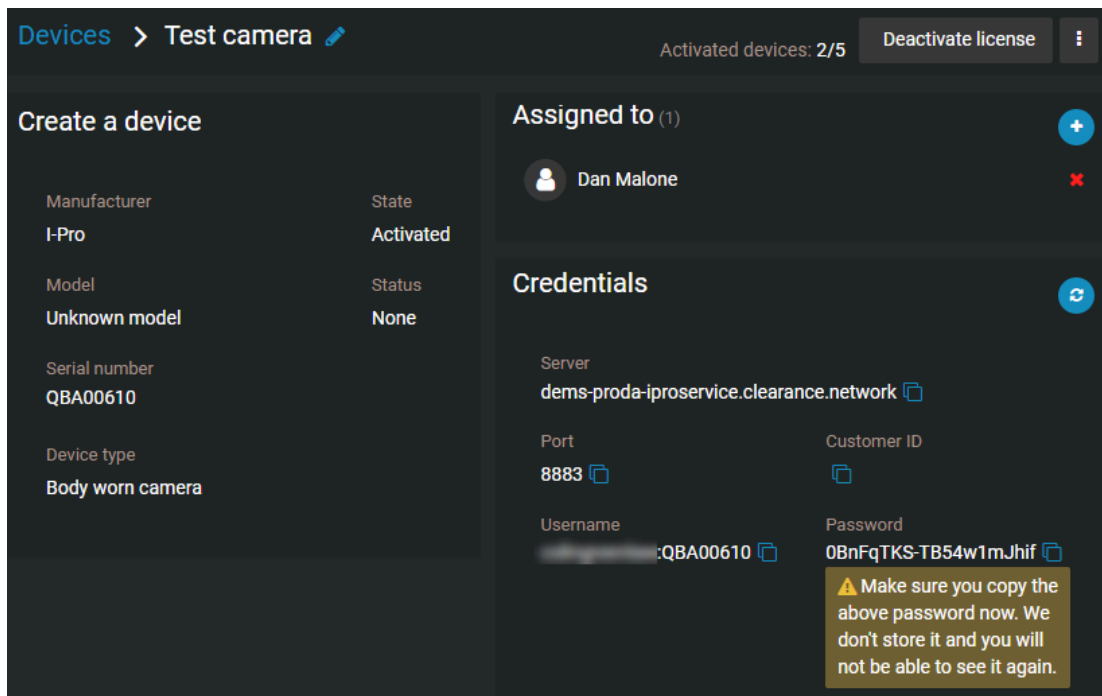 Devices > Test camera
Activated devices: 2/5
Deactivate license
Create a device
Manufacturer
I-Pro
State
Activated
Model
Unknown model
Status
None
Serial number
QBA00610
Device type
Body worn camera
Assigned to (1)
Dan Malone
Credentials
Server
dems-proda-iproservice.clearance.network
Port
8883
Customer ID
Username
:QBA00610
Password
0BnFqTKS-TB54w1mJhif
Make sure you copy the
above password now. We
don't store it and you will
not be able to see it again.